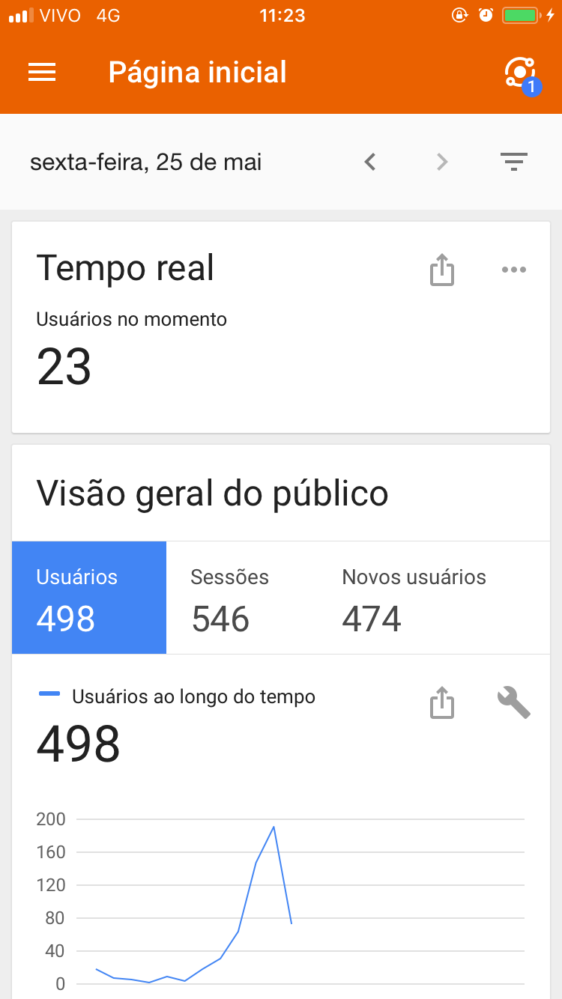 VIVO 4G 11:23
Página inicial
1
sexta-feira, 25 de mai
Tempo real
Usuários no momento
23
Visão geral do público
Usuários Sessões Novos usuários
498 546 474
Usuários ao longo do tempo
498
200
160
120
80
40
0